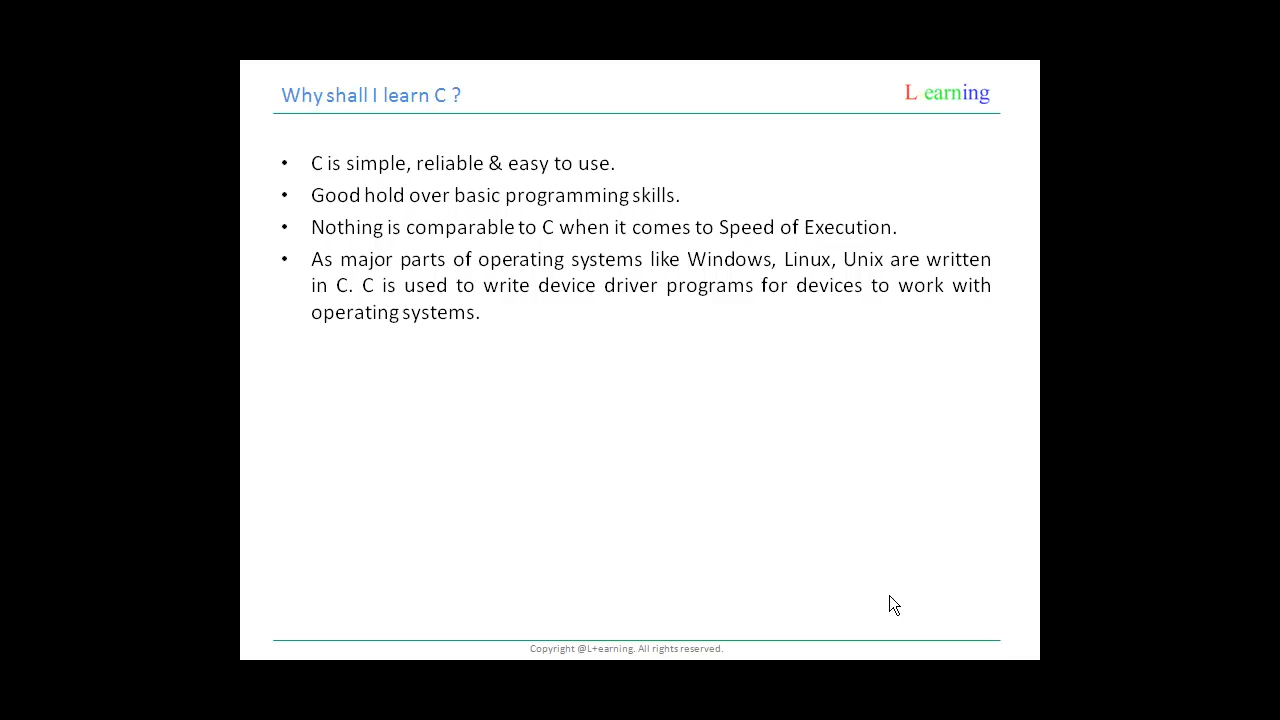 Why shall I learn C ?
L earning
• C is simple, reliable & easy to use.
• Good hold over basic programming skills.
• Nothing is comparable to C when it comes to Speed of Execution.
• As major parts of operating systems like Windows, Linux, Unix are written
in C. C is used to write device driver programs for devices to work with
operating systems.
Copyright @L+earning. All rights reserved.